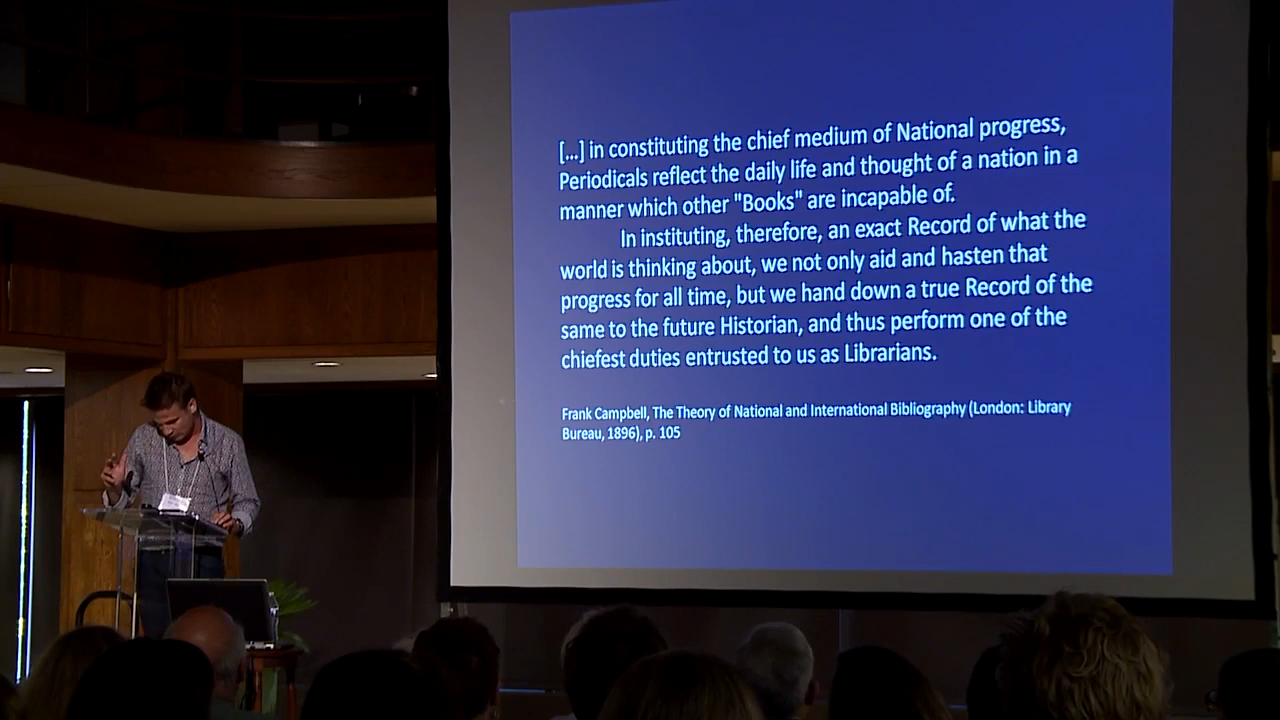 [...] in constituting the chief medium of National progress,
Periodicals reflect the daily life and thought of a nation in a
manner which other "Books" are incapable of.
In instituting, therefore, an exact Record of what the
world is thinking about, we not only aid and hasten that
progress for all time, but we hand down a true Record of the
same to the future Historian, and thus perform one of the
chiefest duties entrusted to us as Librarians.
Frank Campbell, The Theory of National and International Bibliography (London: Library
Bureau, 1896), p. 105